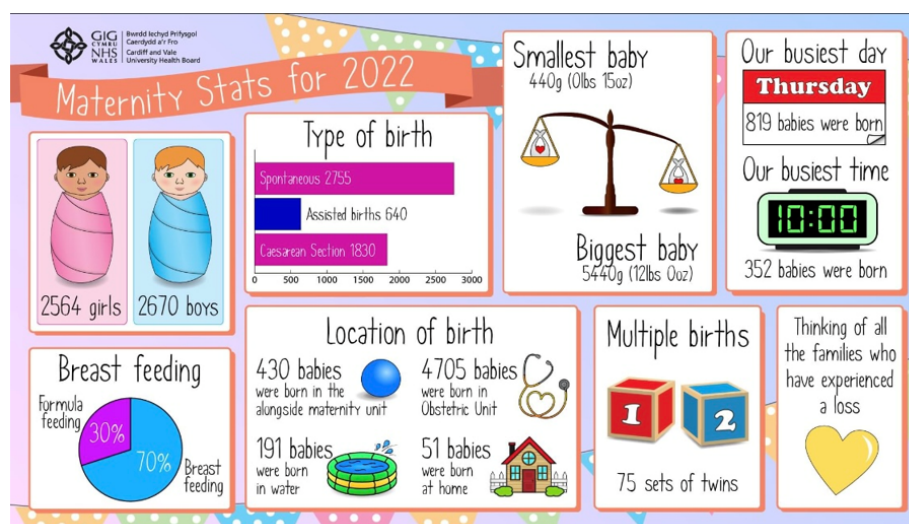 GIG
CYMRU
NHS
WALES
Bwrdd Iechyd Prifysgol
Caerdydd a'r Fro
Cardiff and Vale
University Health Board
Maternity Stats for 2022
2564 girls
2670 boys
Type of birth
Spontaneous 2755
Assisted births 640
Caesarean Section 1830
0 500 1000 1500 2000 2500 3000
Smallest baby
440g (0lbs 15oz)
Biggest baby
5440g (12lbs 0oz)
Our busiest day
Thursday
819 babies were born
Our busiest time
10:00
352 babies were born
Breast feeding
Formula
feeding
30%
70%
Breast
feeding
Location of birth
430 babies
were born in the
alongside maternity unit
4705 babies
were born in
Obstetric Unit
191 babies
were born
in water
51 babies
were born
at home
Multiple births
1
2
75 sets of twins
Thinking of all
the families who
have experienced
a loss